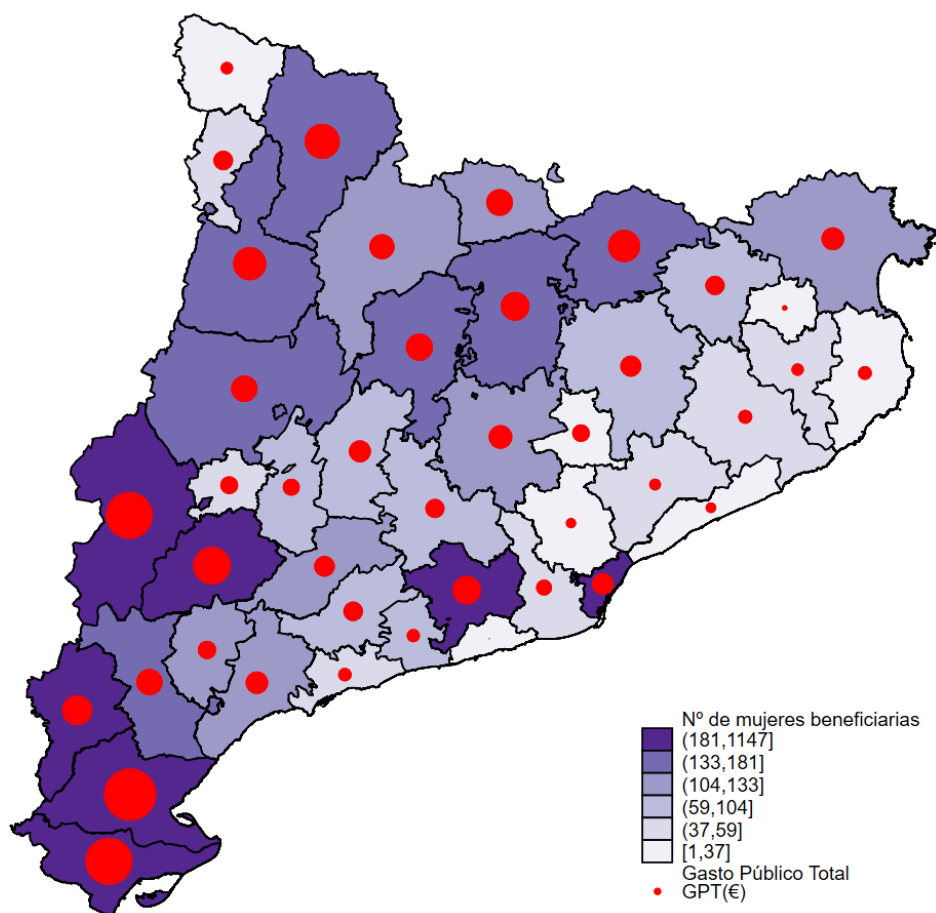 Nº de mujeres beneficiarias
(181,1147]
(133,181]
(104,133]
(59,104]
(37,59]
[1,37]
Gasto Público Total
GPT(€)